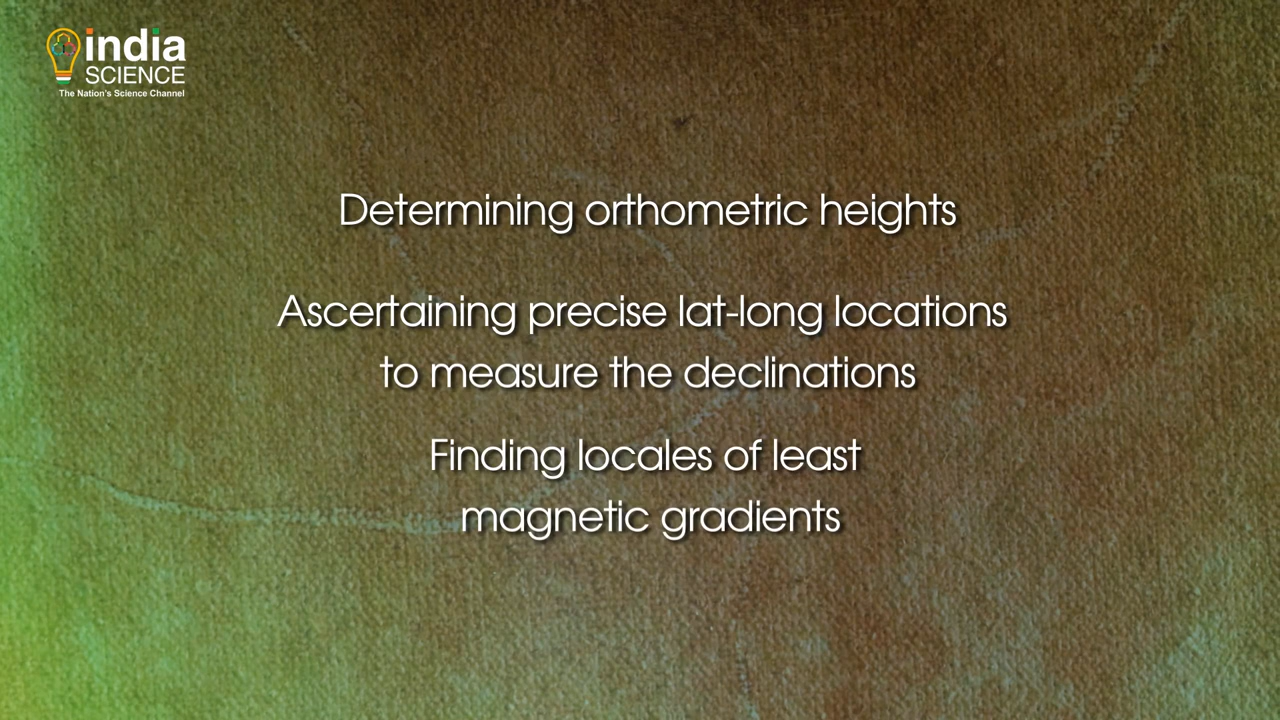 india
SCIENCE
The Nation's Science Channel
Determining orthometric heights
Ascertaining precise lat-long locations
to measure the declinations
Finding locales of least
magnetic gradients